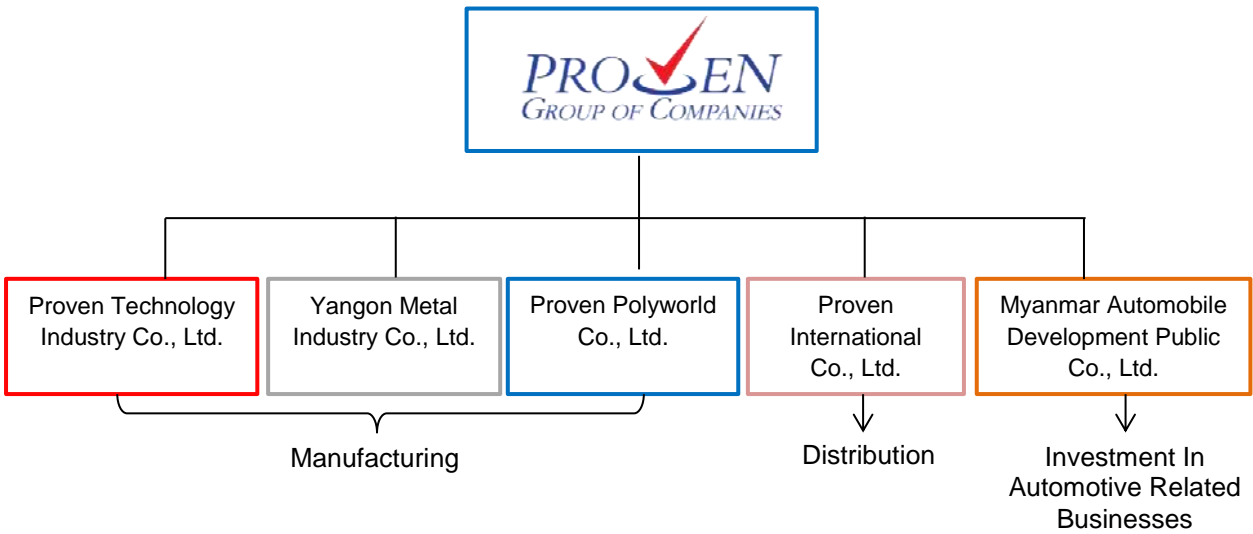 PROVEN
GROUP OF COMPANIES
Proven Technology
Industry Co., Ltd.
Yangon Metal
Industry Co., Ltd.
Proven Polyworld
Co., Ltd.
Proven
International
Co., Ltd.
Myanmar Automobile
Development Public
Co., Ltd.
Manufacturing
Distribution
Investment In
Automotive Related
Businesses